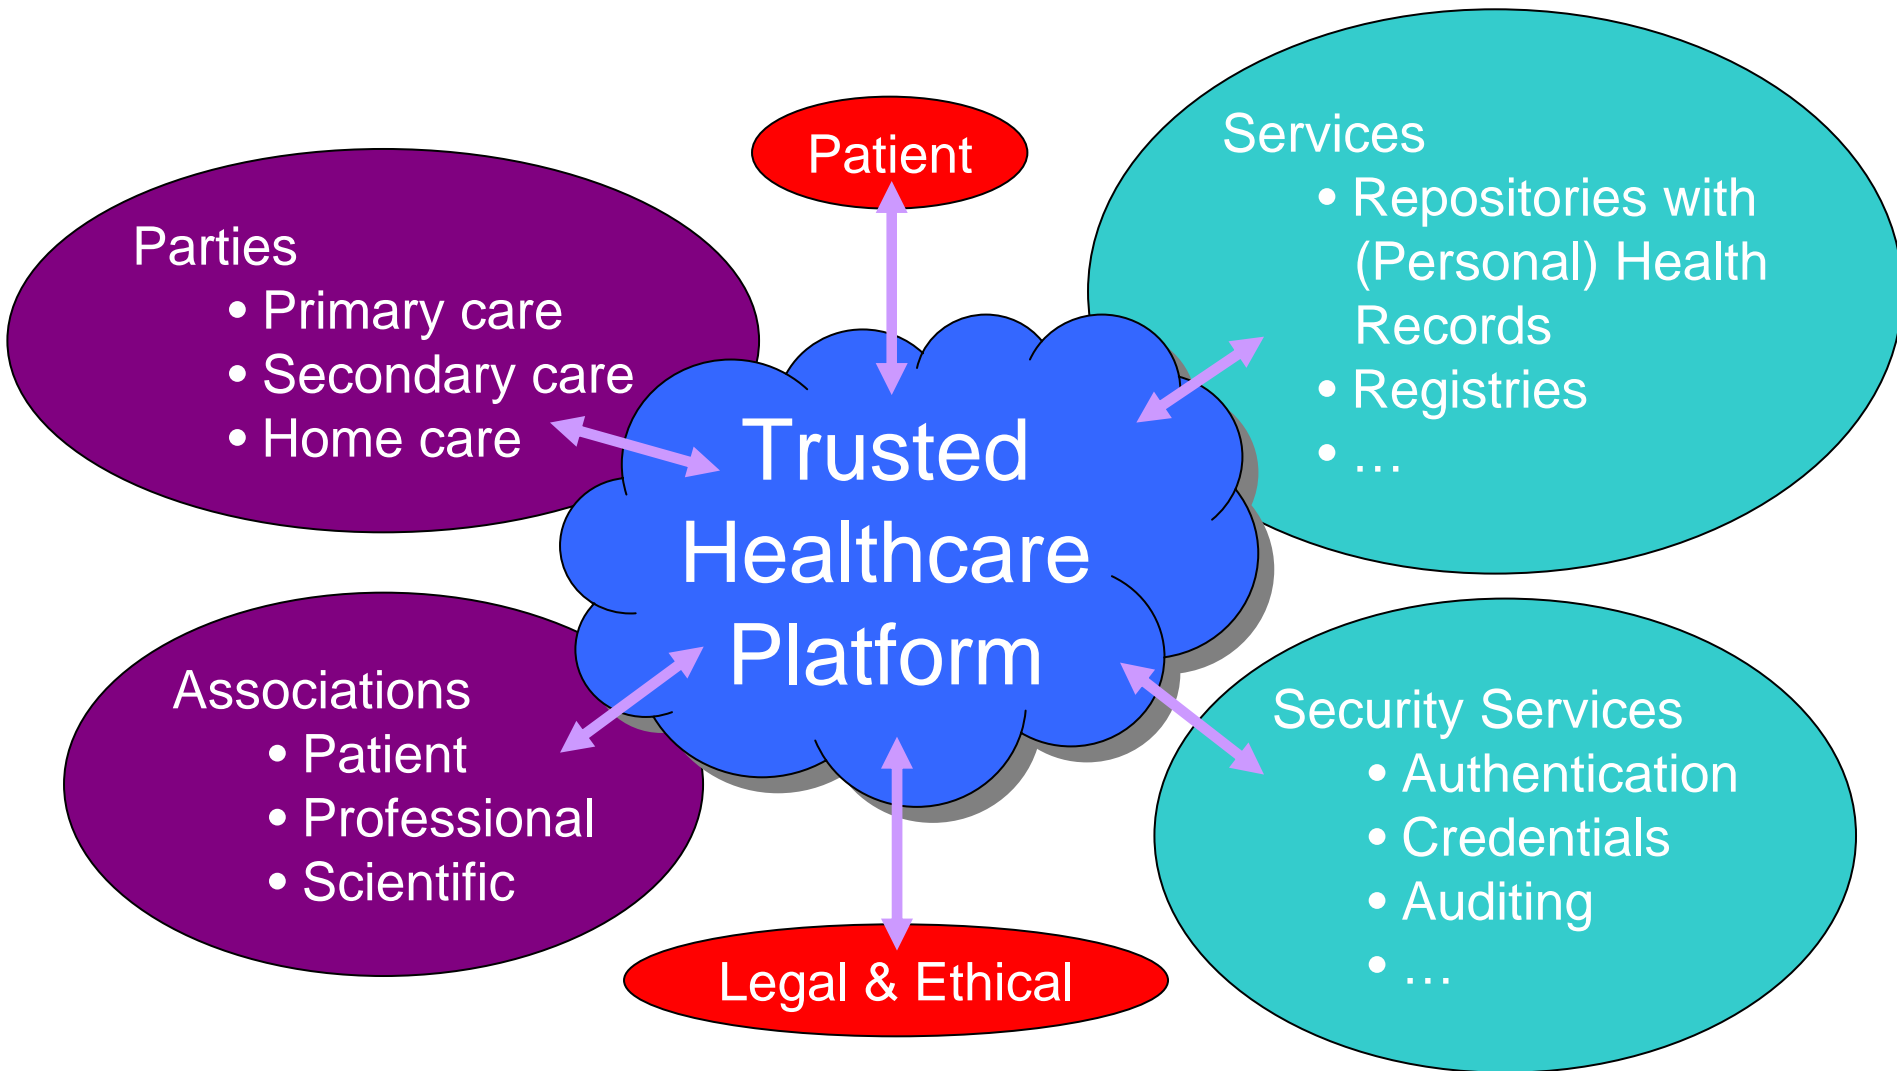 Patient
Services
• Repositories with
(Personal) Health
Records
• Registries
• …
Parties
• Primary care
• Secondary care
• Home care
Trusted
Healthcare
Platform
Associations
• Patient
• Professional
• Scientific
Security Services
• Authentication
• Credentials
• Auditing
• …
Legal & Ethical